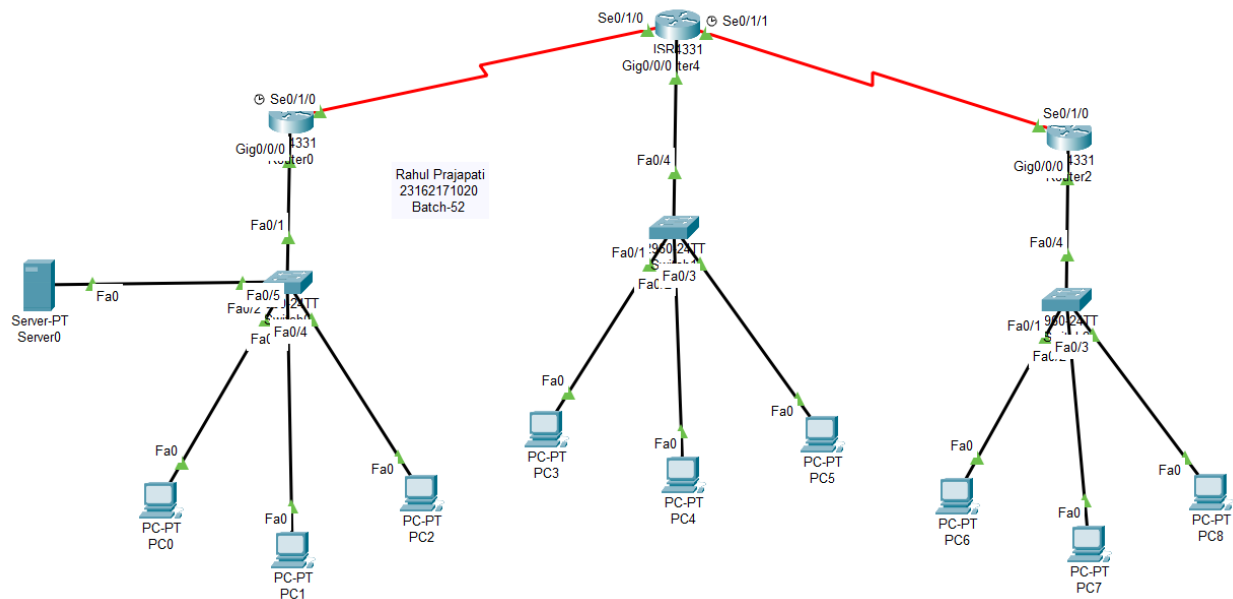 Se0/1/0
Se0/1/1
ISR4331
Gig0/0/0
Se0/1/0
4331
Gig0/0/0
Rahul Prajapati
23162171020
Batch-52
Fa0/1
Fa0/4
Se0/1/0
4331
Gig0/0/0
Fa0/4
Server-PT
Server0
Fa0
Fa0/5
Fa0/4
Fa0/1
Fa0/3
Fa0/1
Fa0/3
Fa0
PC-PT
PC0
Fa0
PC-PT
PC1
Fa0
PC-PT
PC2
Fa0
PC-PT
PC3
Fa0
PC-PT
PC4
Fa0
PC-PT
PC5
Fa0
PC-PT
PC6
Fa0
PC-PT
PC7
Fa0
PC-PT
PC8